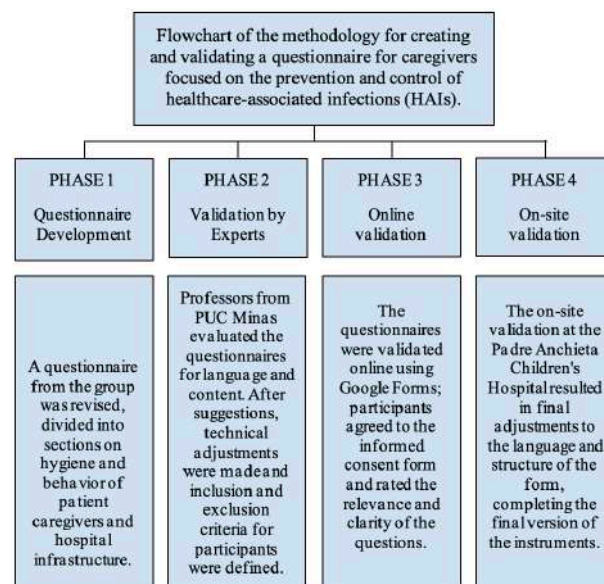 Flowchart of the methodology for creating
and validating a questionnaire for caregivers
focused on the prevention and control of
healthcare-associated infections (HAIs).
PHASE 1
Questionnaire
Development
PHASE 2
Validation by
Experts
PHASE 3
Online
validation
PHASE 4
On-site
validation
A questionnaire
from the group
was revised,
divided into
sections on
hygiene and
behavior of
patient
caregivers and
hospital
infrastructure.
Professors from
PUC Minas
evaluated the
questionnaires
for language and
content. After
suggestions,
technical
adjustments
were made and
inclusion and
exclusion
criteria for
participants
were defined.
The
questionnaires
were validated
online using
Google Forms;
participants
agreed to the
informed
consent form
and rated the
relevance and
clarity of the
questions.
The on-site
validation at the
Padre Anchieta
Children's
Hospital resulted
in final
adjustments to
the language and
structure of the
form,
completing the
final version of
the instruments.